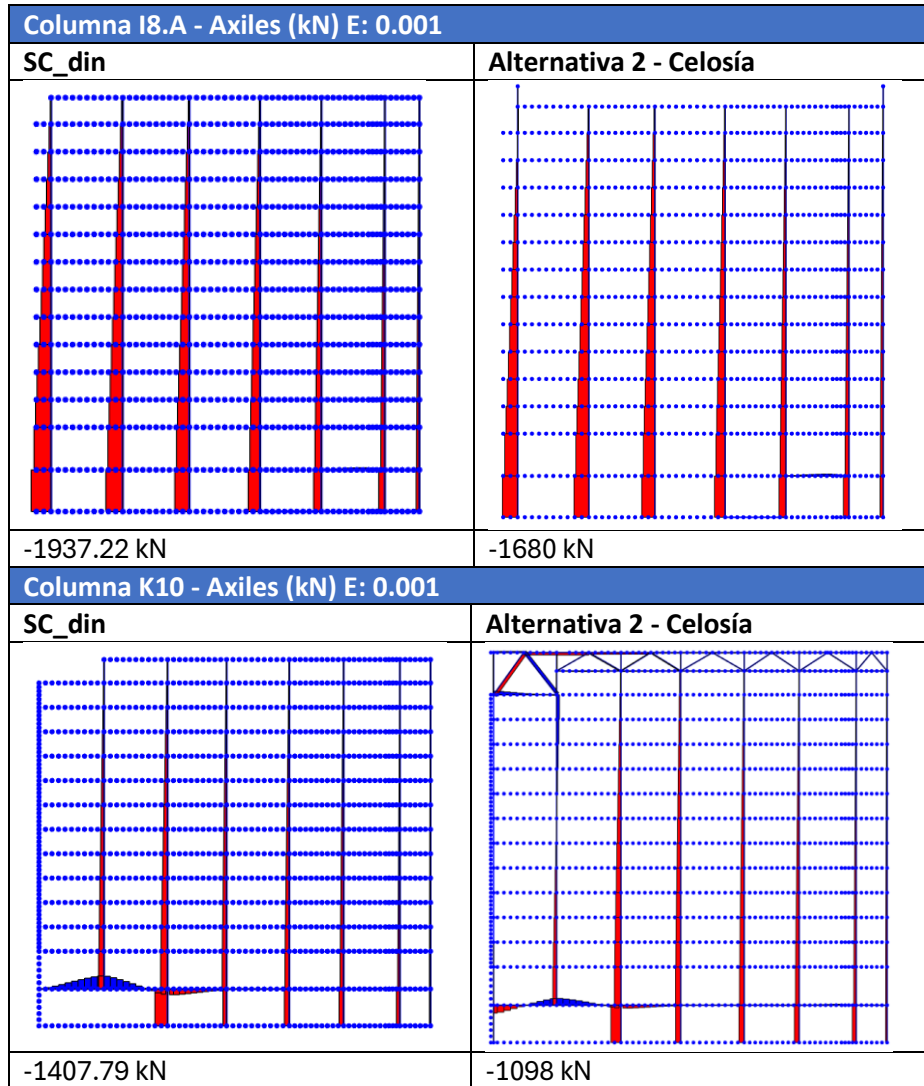 Columna I8.A - Axiles (kN) E: 0.001
SC_din
Alternativa 2 - Celosía
-1937.22 kN
-1680 kN
Columna K10 - Axiles (kN) E: 0.001
SC_din
Alternativa 2 - Celosía
-1407.79 kN
-1098 kN